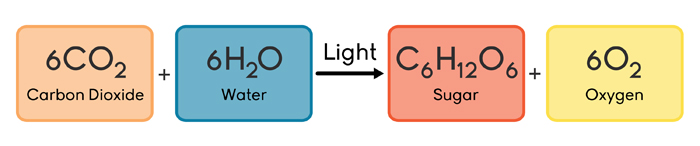 6CO₂ + 6H₂O Light C₆H₁₂O₆ + 6O₂
Carbon Dioxide Water Sugar Oxygen